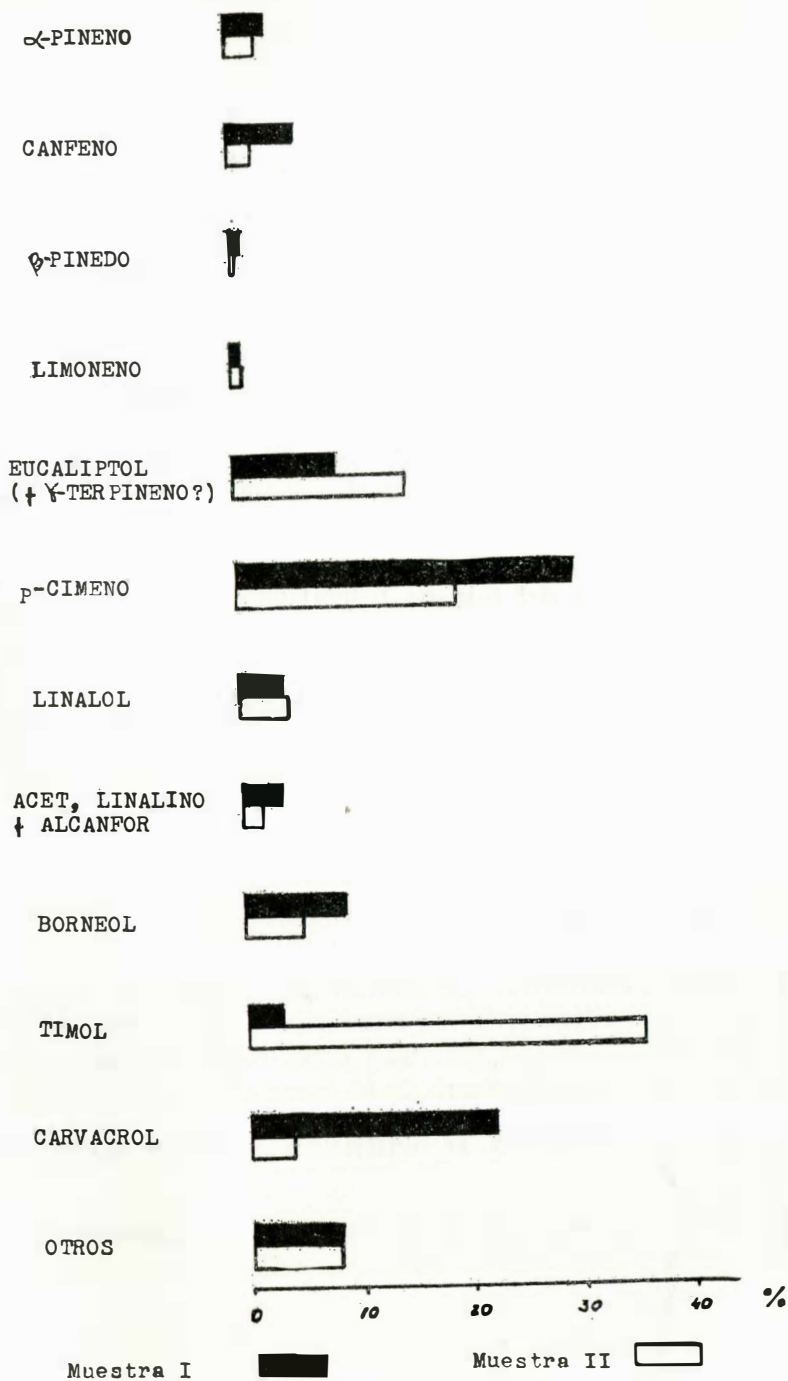 α-PINENO
CANFENO
β-PINEDO
LIMONENO
EUCALIPTOL
(+ γ-TERPINENO?)
p-CIMENO
LINALOL
ACET, LINALINO
+ ALCANFOR
BORNEOL
TIMOL
CARVACROL
OTROS
0 10 20 30 40 %
Muestra I Muestra II